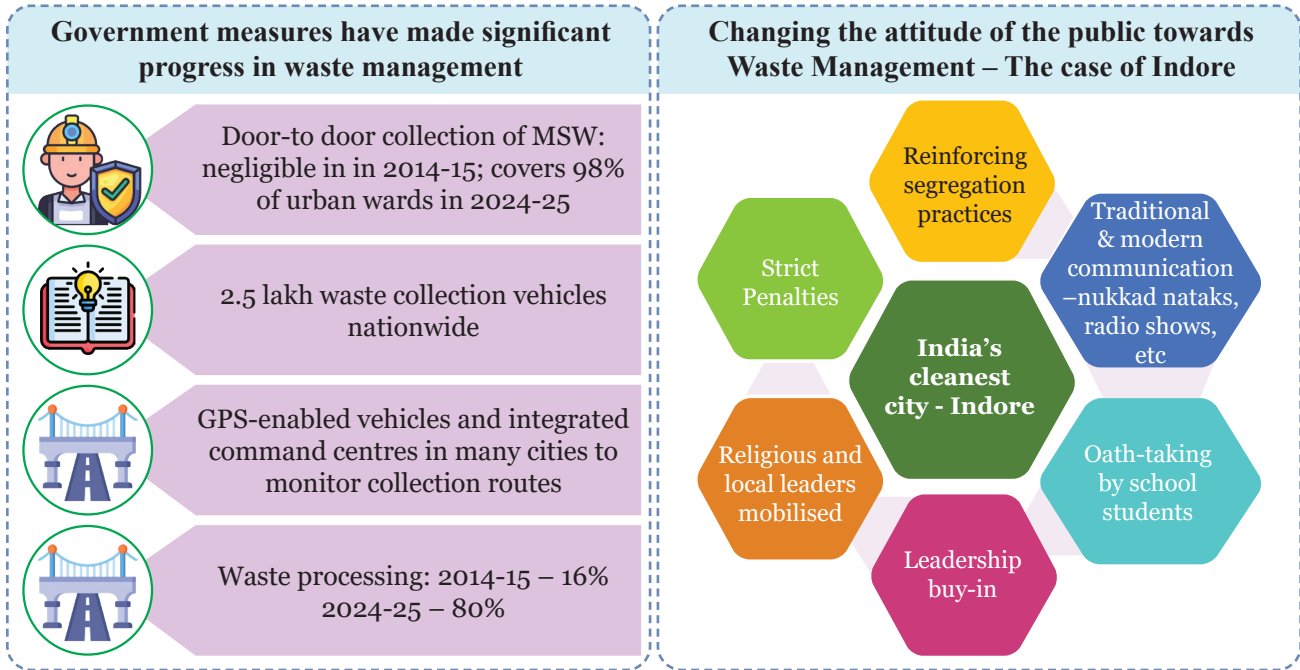 Government measures have made significant
progress in waste management
Door-to door collection of MSW:
negligible in in 2014-15; covers 98%
of urban wards in 2024-25
2.5 lakh waste collection vehicles
nationwide
GPS-enabled vehicles and integrated
command centres in many cities to
monitor collection routes
Waste processing: 2014-15 – 16%
2024-25 – 80%
Changing the attitude of the public towards
Waste Management – The case of Indore
Reinforcing
segregation
practices
Traditional
& modern
communication
–nukkad nataks,
radio shows,
etc
Oath-taking
by school
students
Leadership
buy-in
Religious and
local leaders
mobilised
Strict
Penalties
India’s
cleanest
city - Indore